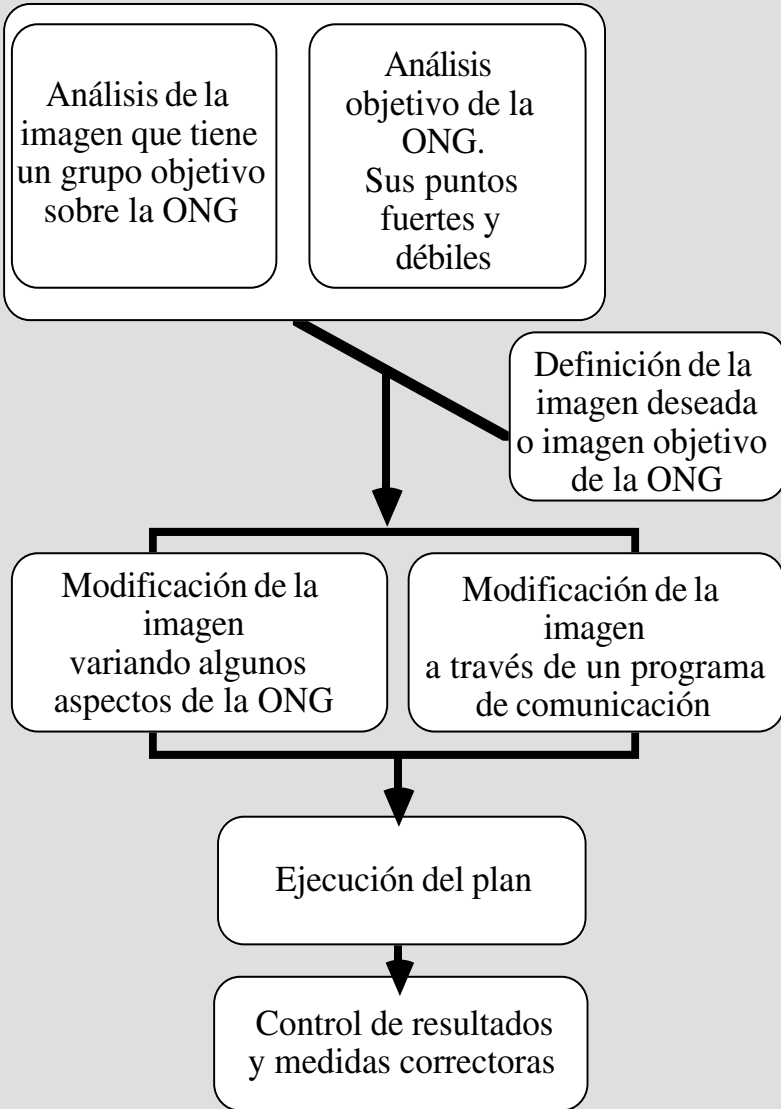 Análisis de la
imagen que tiene
un grupo objetivo
sobre la ONG
Análisis
objetivo de la
ONG.
Sus puntos
fuertes y
débiles
Definición de la
imagen deseada
o imagen objetivo
de la ONG
Modificación de la
imagen
variando algunos
aspectos de la ONG
Modificación de la
imagen
a través de un programa
de comunicación
Ejecución del plan
Control de resultados
y medidas correctoras